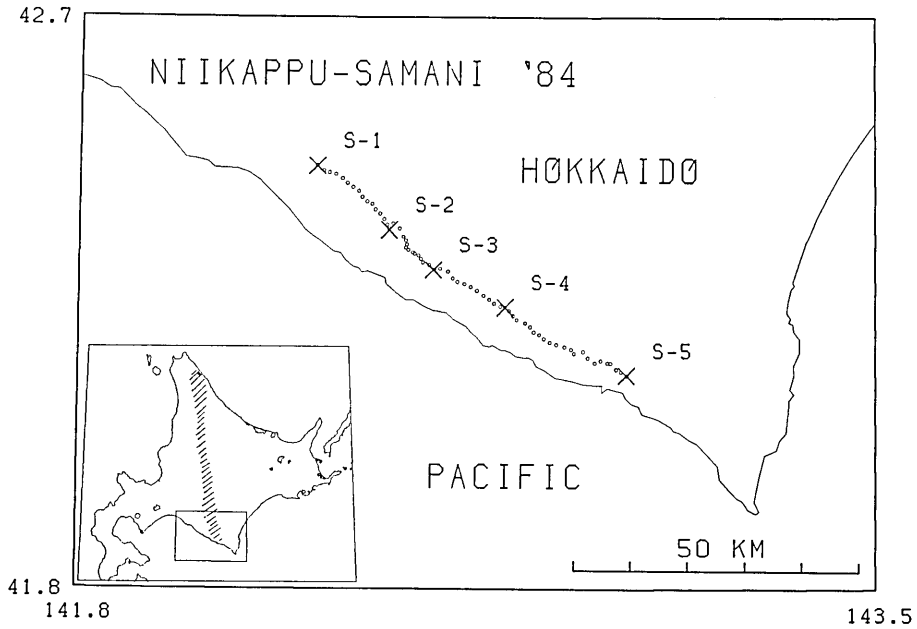 42.7
NIIKAPPU-SAMANI '84
S-1
HØKKAIDØ
S-2
S-3
S-4
S-5
PACIFIC
50 KM
41.8
141.8
143.5